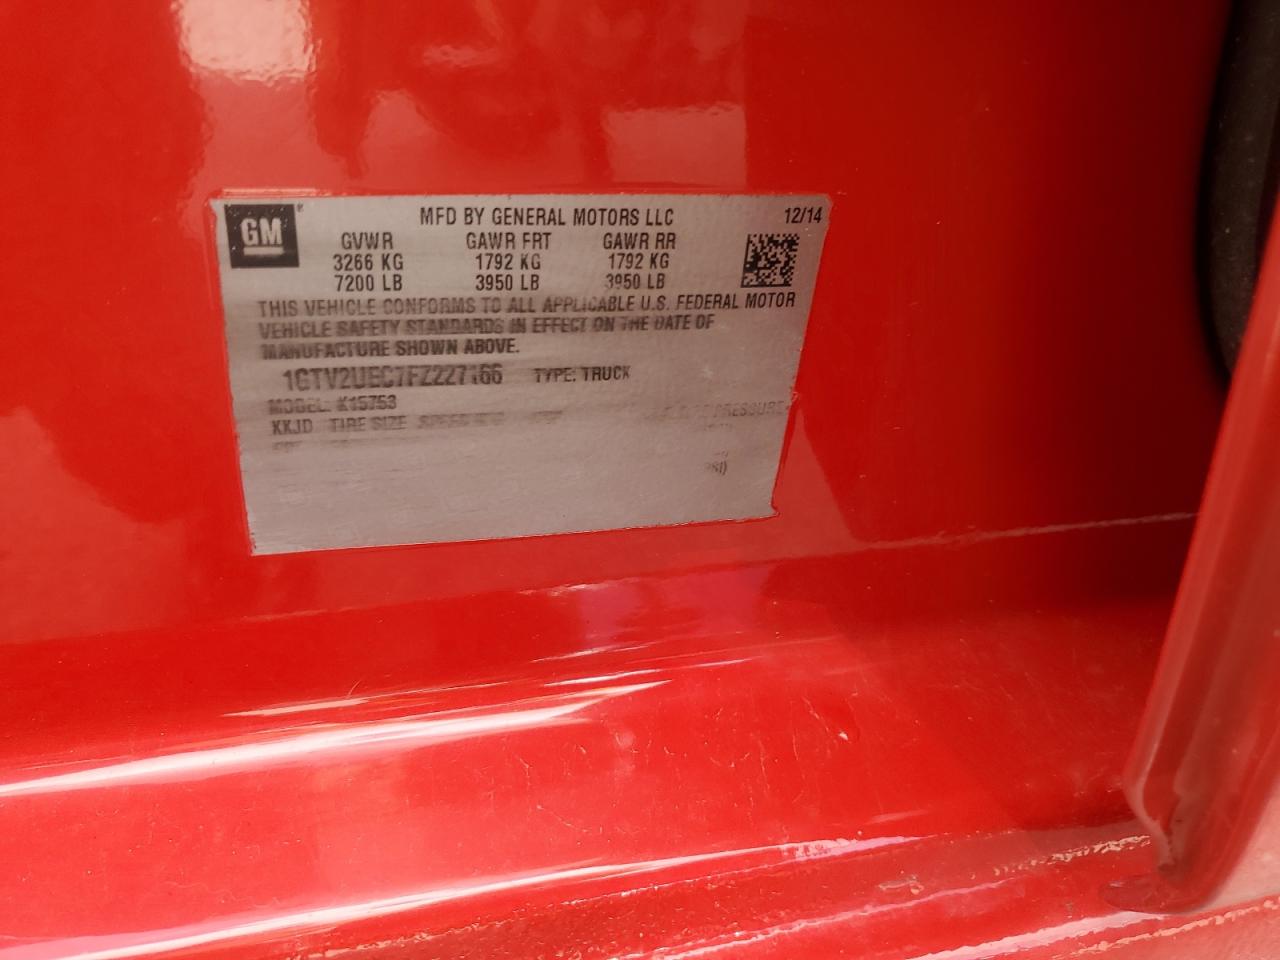 GM ®
MFD BY GENERAL MOTORS LLC 12/14
GVWR GAWR FRT GAWR RR
3266 KG 1792 KG 1792 KG
7200 LB 3950 LB 3950 LB
THIS VEHICLE CONFORMS TO ALL APPLICABLE U.S. FEDERAL MOTOR
VEHICLE SAFETY STANDARDS IN EFFECT ON THE DATE OF
MANUFACTURE SHOWN ABOVE.
1GTV2UEC7FZ227166 TYPE: TRUCK
MODEL: K15753
KKJD TIRE SIZE SPEED PRESSURE